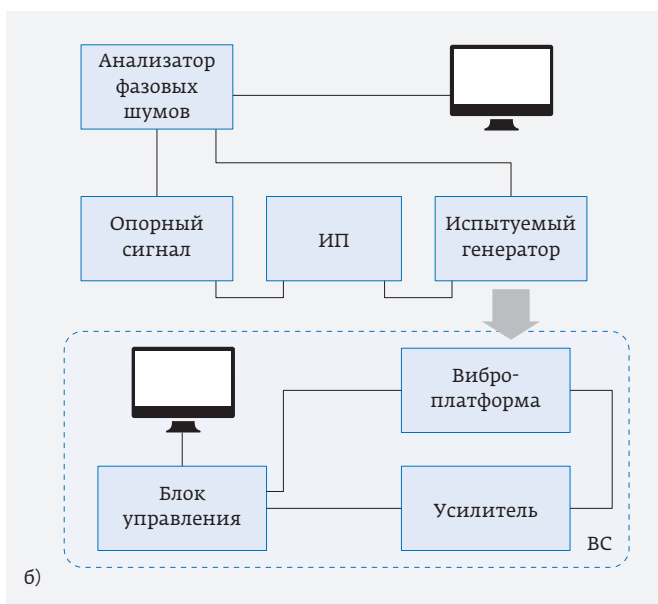 Анализатор
фазовых
шумов
Опорный
сигнал
ИП
Испытуемый
генератор
Вибро-
платформа
Блок
управления
Усилитель
ВС
б)